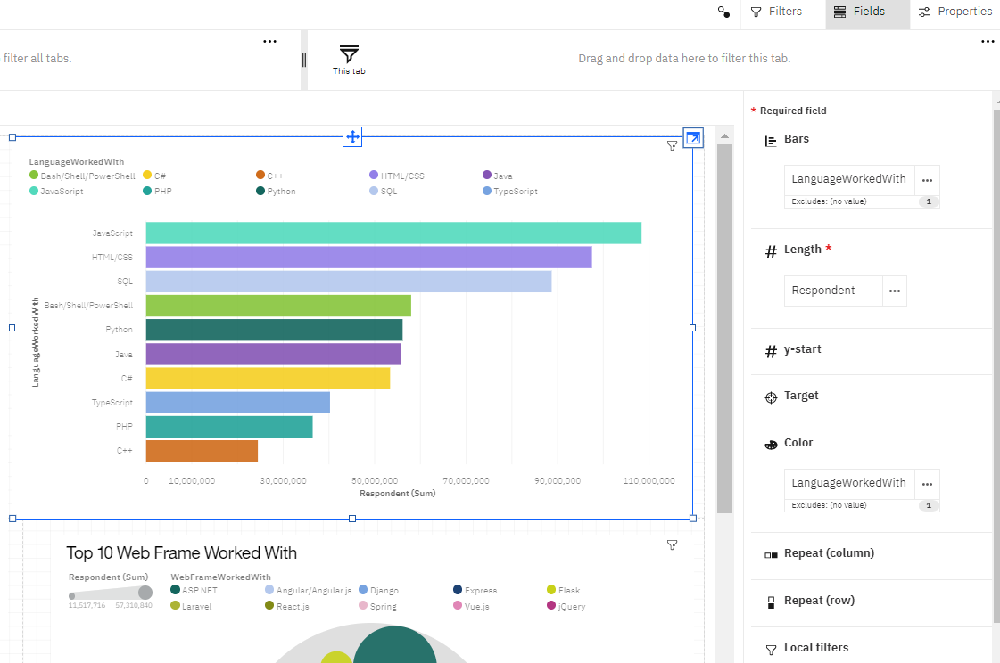 Filters
Fields
Properties
filter all tabs.
This tab
Drag and drop data here to filter this tab.
* Required field
Bars
LanguageWorkedWith
Excludes: (no value) 1
Length *
Respondent
y-start
Target
Color
LanguageWorkedWith
Excludes: (no value) 1
Repeat (column)
Repeat (row)
Local filters
LanguageWorkedWith
Bash/Shell/PowerShell C# C++ HTML/CSS Java
JavaScript PHP Python SQL TypeScript
LanguageWorkedWith
JavaScript
HTML/CSS
SQL
Bash/Shell/PowerShell
Python
Java
C#
TypeScript
PHP
C++
0 10,000,000 30,000,000 50,000,000 70,000,000 90,000,000 110,000,000
Respondent (Sum)
Top 10 Web Frame Worked With
Respondent (Sum)
11,517,716 57,310,840
WebFrameWorkedWith
ASP.NET Angular/Angular.js Django Express Flask
Laravel React.js Spring Vue.js jQuery